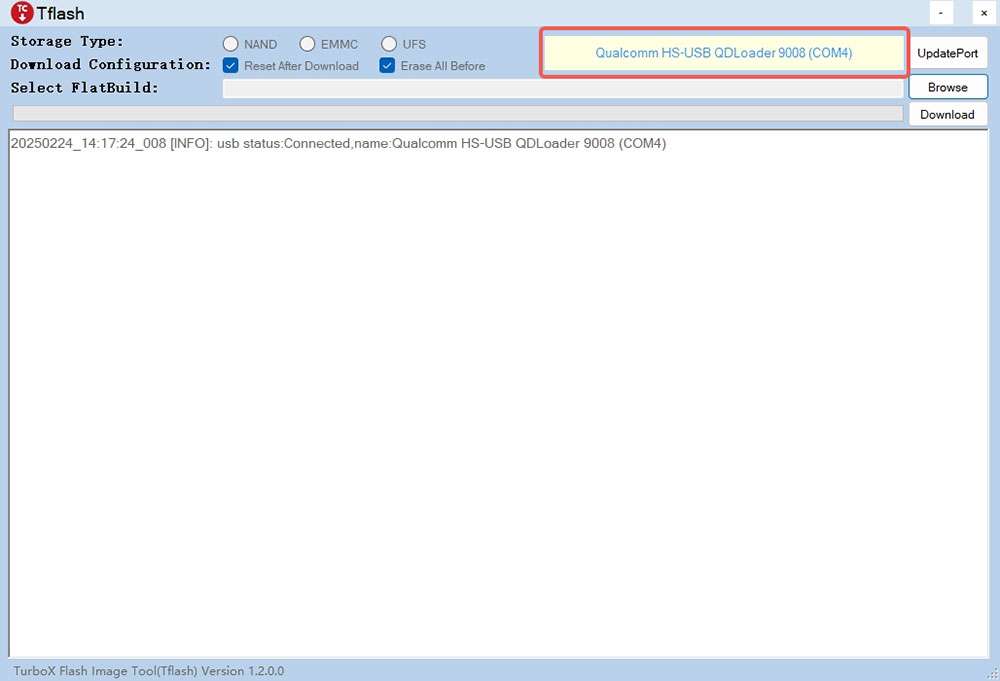 TC Tflash - ×
Storage Type: NAND EMMC UFS Qualcomm HS-USB QDLoader 9008 (COM4) UpdatePort
Download Configuration: Reset After Download Erase All Before
Select FlatBuild: Browse
Download
20250224_14:17:24_008 [INFO]: usb status:Connected,name:Qualcomm HS-USB QDLoader 9008 (COM4)
TurboX Flash Image Tool(Tflash) Version 1.2.0.0